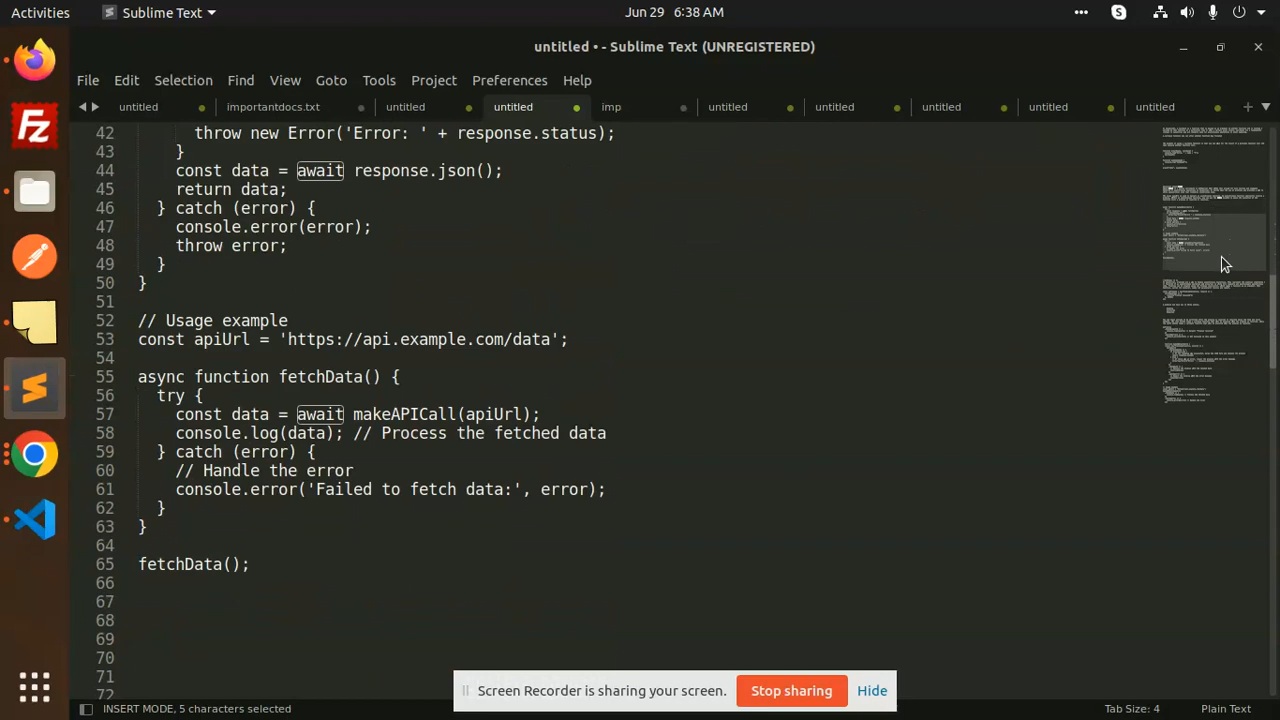 Activities
Sublime Text
Jun 29 6:38 AM
untitled • - Sublime Text (UNREGISTERED)
File Edit Selection Find View Goto Tools Project Preferences Help
untitled importantdocs.txt untitled untitled imp untitled untitled untitled untitled untitled
42 throw new Error('Error: ' + response.status);
43 }
44 const data = await response.json();
45 return data;
46 } catch (error) {
47 console.error(error);
48 throw error;
49 }
50 }
51
52 // Usage example
53 const apiUrl = 'https://api.example.com/data';
54
55 async function fetchData() {
56 try {
57 const data = await makeAPICall(apiUrl);
58 console.log(data); // Process the fetched data
59 } catch (error) {
60 // Handle the error
61 console.error('Failed to fetch data:', error);
62 }
63 }
64
65 fetchData();
66
67
68
69
70
71
72
Screen Recorder is sharing your screen. Stop sharing Hide
INSERT MODE, 5 characters selected Tab Size: 4 Plain Text